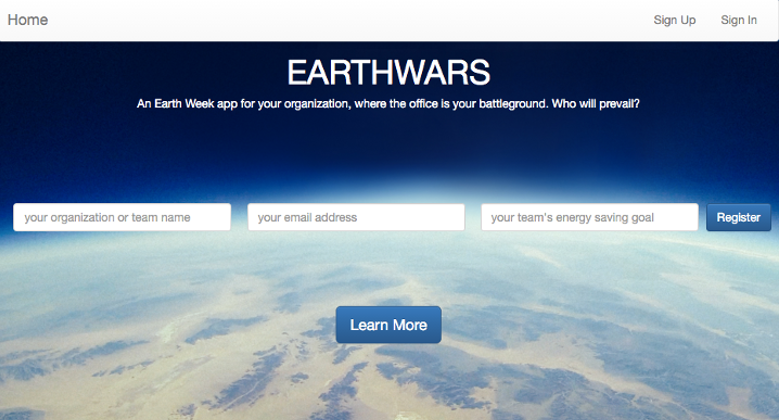 Home
Sign Up
Sign In
EARTHWARS
An Earth Week app for your organization, where the office is your battleground. Who will prevail?
your organization or team name
your email address
your team's energy saving goal
Register
Learn More